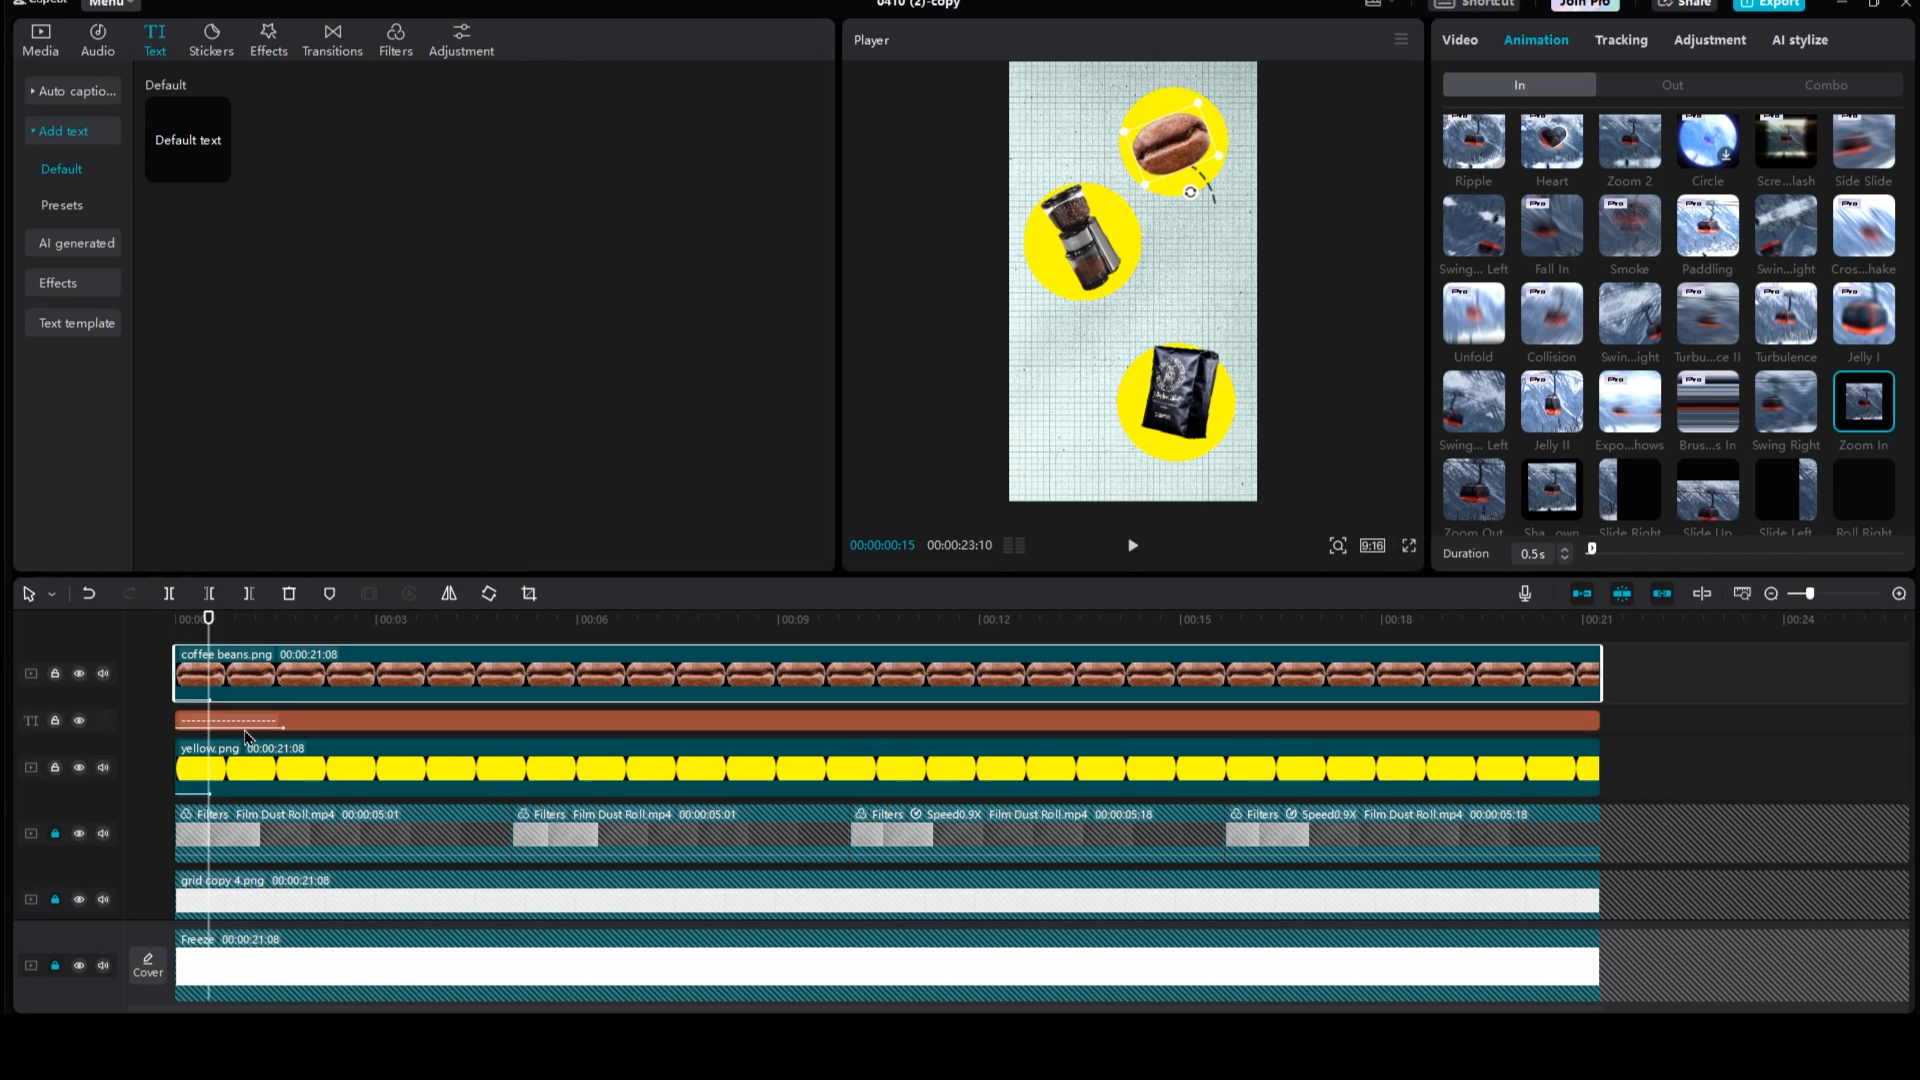 CapCut
Menu
0410 (2)-copy
Shortcut
Join Pro
Share
Export
Media
Audio
TI
Text
Stickers
Effects
Transitions
Filters
Adjustment
Auto captio...
Add text
Default
Presets
AI generated
Effects
Text template
Default
Default text
Player
00:00:00:15
00:00:23:10
9:16
Video
Animation
Tracking
Adjustment
AI stylize
In
Out
Combo
Ripple
Heart
Zoom 2
Circle
Scre...lash
Side Slide
Pro
Pro
Pro
Pro
Pro
Swing... Left
Fall In
Smoke
Paddling
Swin...ight
Cros...hake
Pro
Pro
Pro
Pro
Pro
Unfold
Collision
Swin...ight
Turbu...ce II
Turbulence
Jelly I
Pro
Pro
Pro
Swing... Left
Jelly II
Expo...hows
Brus...s In
Swing Right
Zoom In
Zoom Out
Sha...own
Slide Right
Slide Up
Slide Left
Roll Right
Duration
0.5s
00:00
00:03
00:06
00:09
00:12
00:15
00:18
00:21
00:24
coffee beans.png 00:00:21:08
TI
--------------------
yellow.png 00:00:21:08
Filters Film Dust Roll.mp4 00:00:05:01
Filters Film Dust Roll.mp4 00:00:05:01
Filters Speed0.9X Film Dust Roll.mp4 00:00:05:18
Filters Speed0.9X Film Dust Roll.mp4 00:00:05:18
grid copy 4.png 00:00:21:08
Freeze 00:00:21:08
Cover